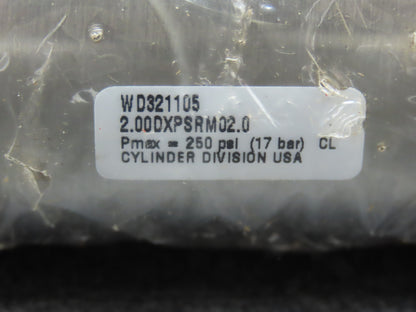 WD321105
2.00DXPSRM02.0
Pmax = 250 psi (17 bar) CL
CYLINDER DIVISION USA